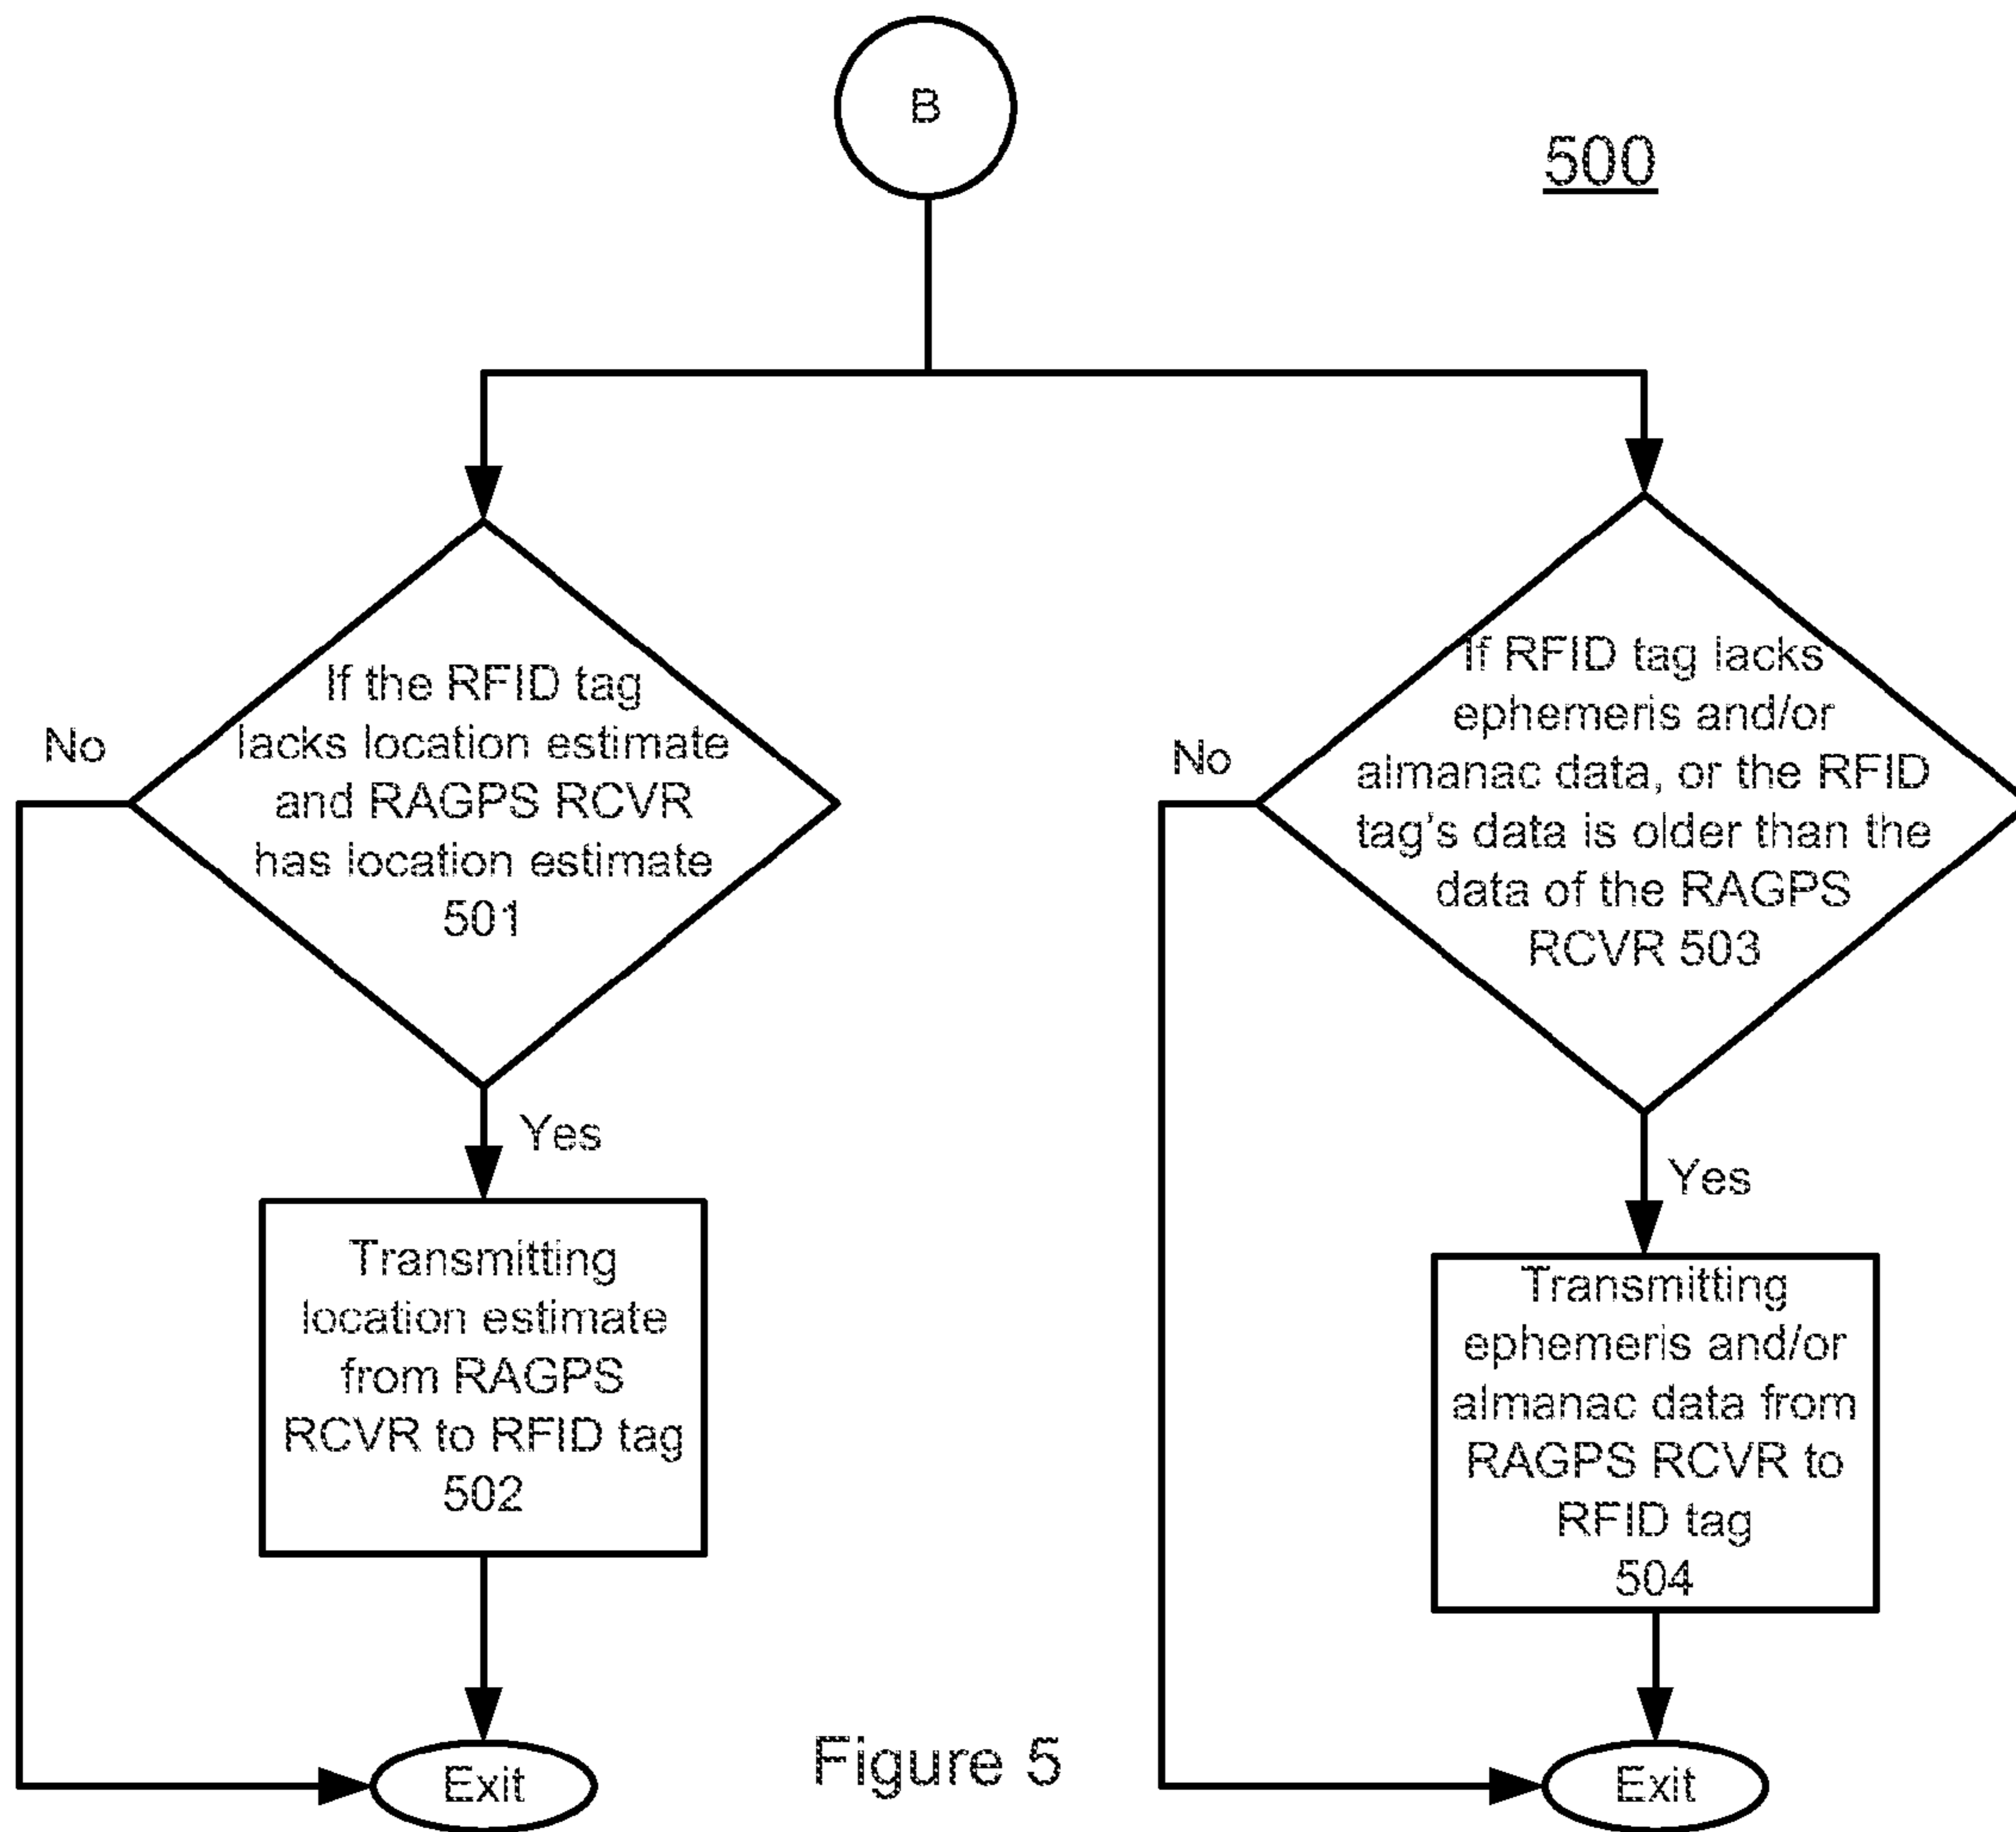 B
500
If the RFID tag
lacks location estimate
and RAGPS RCVR
has location estimate
501
No
Yes
Transmitting
location estimate
from RAGPS
RCVR to RFID tag
502
Exit
If RFID tag lacks
ephemeris and/or
almanac data, or the RFID
tag's data is older than the
data of the RAGPS
RCVR 503
No
Yes
Transmitting
ephemeris and/or
almanac data from
RAGPS RCVR to
RFID tag
504
Exit
Figure 5